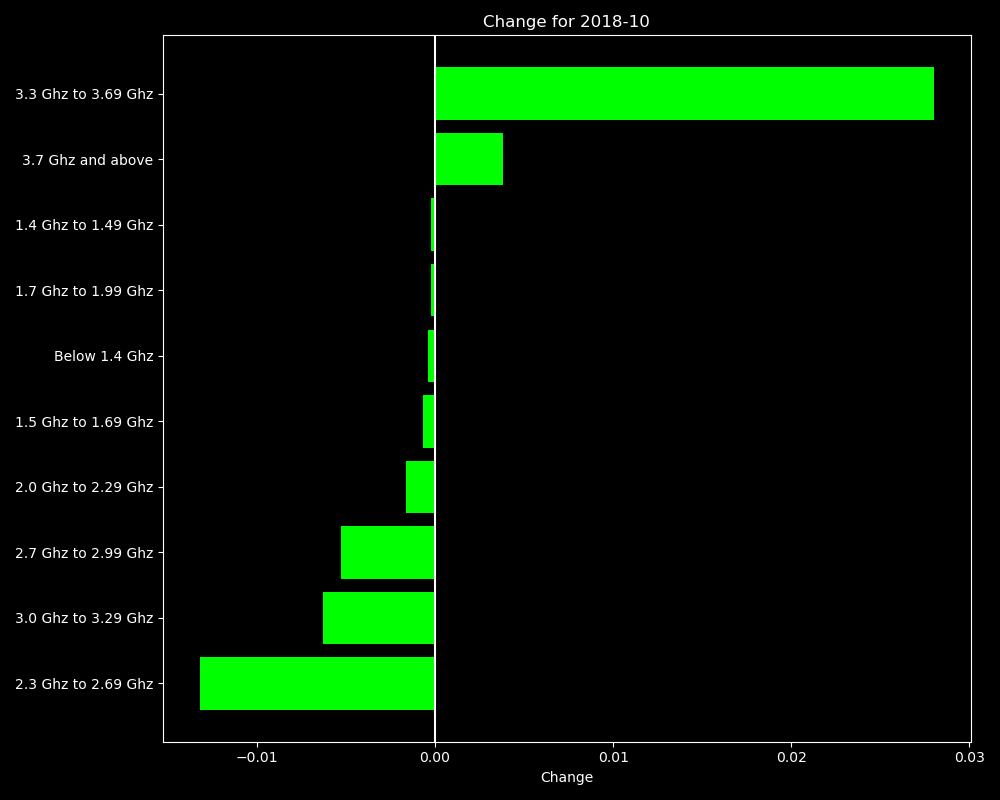 Change for 2018-10
3.3 Ghz to 3.69 Ghz
3.7 Ghz and above
1.4 Ghz to 1.49 Ghz
1.7 Ghz to 1.99 Ghz
Below 1.4 Ghz
1.5 Ghz to 1.69 Ghz
2.0 Ghz to 2.29 Ghz
2.7 Ghz to 2.99 Ghz
3.0 Ghz to 3.29 Ghz
2.3 Ghz to 2.69 Ghz
−0.01 0.00 0.01 0.02 0.03
Change